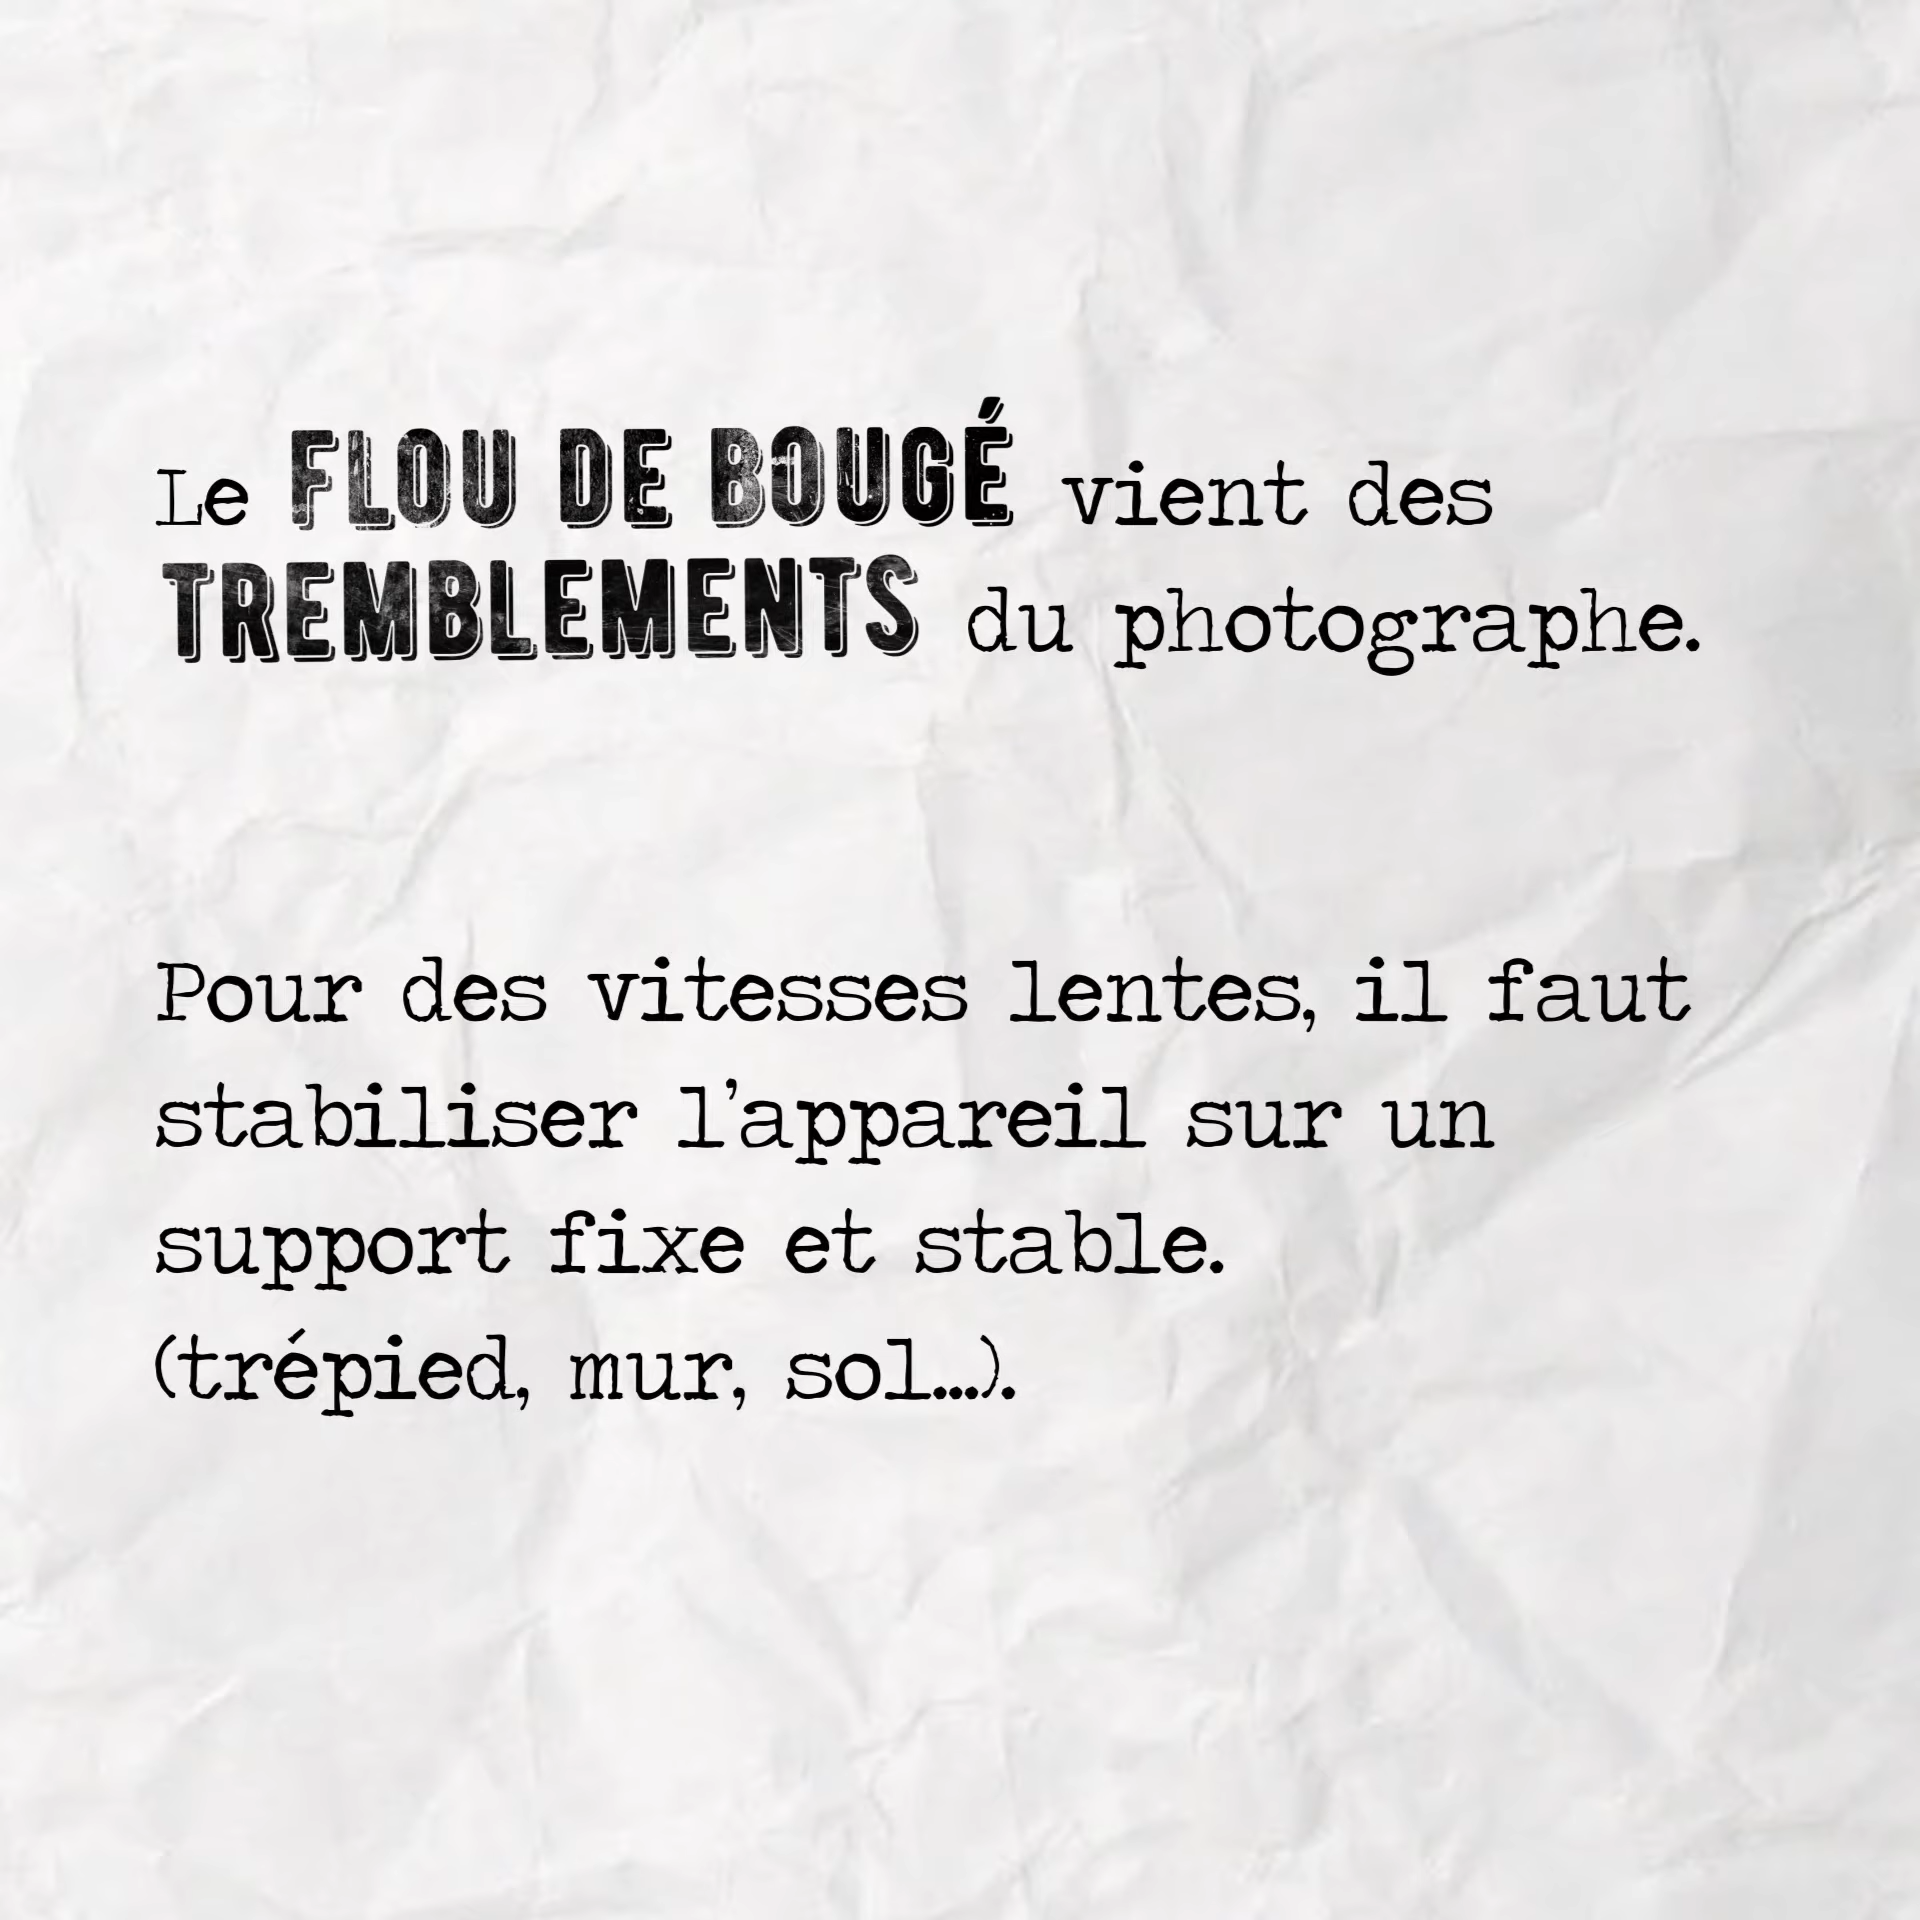 Le FLOU DE BOUGÉ vient des
TREMBLEMENTS du photographe.
Pour des vitesses lentes, il faut
stabiliser l'appareil sur un
support fixe et stable.
(trépied, mur, sol...).